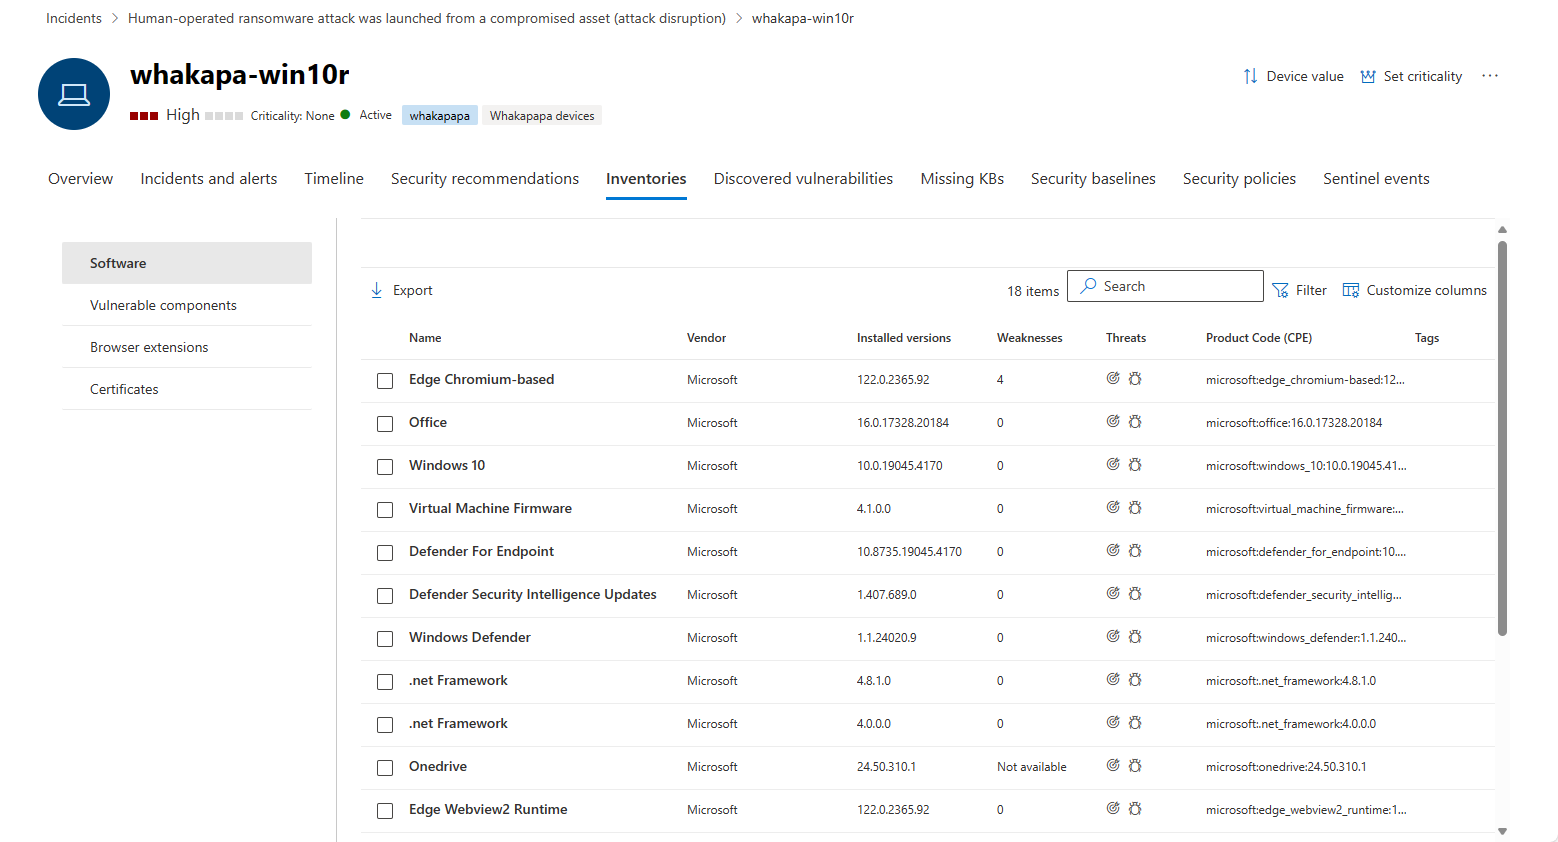 Incidents > Human-operated ransomware attack was launched from a compromised asset (attack disruption) > whakapa-win10r
whakapa-win10r
Device value Set criticality ...
High Criticality: None Active whakapapa Whakapapa devices
Overview Incidents and alerts Timeline Security recommendations Inventories Discovered vulnerabilities Missing KBs Security baselines Security policies Sentinel events
Software
Vulnerable components
Browser extensions
Certificates
Export 18 items Search Filter Customize columns
Name Vendor Installed versions Weaknesses Threats Product Code (CPE) Tags
Edge Chromium-based Microsoft 122.0.2365.92 4 microsoft:edge_chromium-based:12...
Office Microsoft 16.0.17328.20184 0 microsoft:office:16.0.17328.20184
Windows 10 Microsoft 10.0.19045.4170 0 microsoft:windows_10:10.0.19045.41...
Virtual Machine Firmware Microsoft 4.1.0.0 0 microsoft:virtual_machine_firmware:...
Defender For Endpoint Microsoft 10.8735.19045.4170 0 microsoft:defender_for_endpoint:10....
Defender Security Intelligence Updates Microsoft 1.407.689.0 0 microsoft:defender_security_intellig...
Windows Defender Microsoft 1.1.24020.9 0 microsoft:windows_defender:1.1.240...
.net Framework Microsoft 4.8.1.0 0 microsoft:.net_framework:4.8.1.0
.net Framework Microsoft 4.0.0.0 0 microsoft:.net_framework:4.0.0.0
Onedrive Microsoft 24.50.310.1 Not available microsoft:onedrive:24.50.310.1
Edge Webview2 Runtime Microsoft 122.0.2365.92 0 microsoft:edge_webview2_runtime:1...